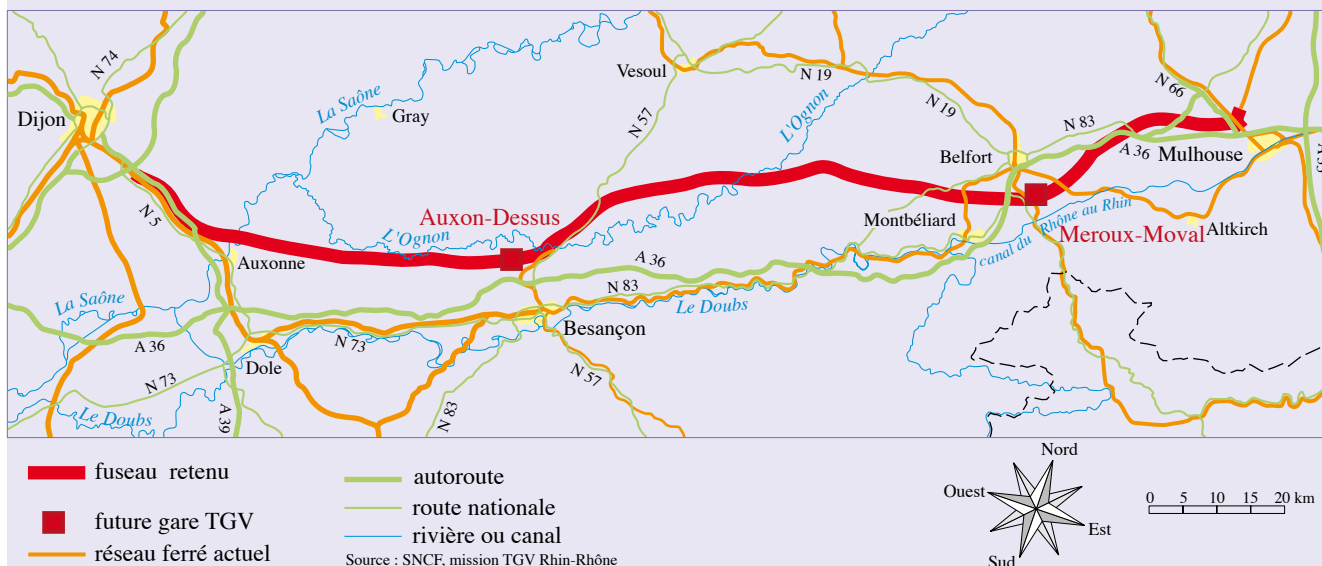 N 74
Dijon
La Saône
Gray
Vesoul
N 19
N 57
L'Ognon
N 19
N 66
N 83
A 36
Mulhouse
A 35
Belfort
N 5
Auxon-Dessus
L'Ognon
Auxonne
Montbéliard
canal du Rhône au Rhin
Meroux-Moval
Altkirch
A 36
N 83
Le Doubs
La Saône
Besançon
A 36
N 73
Dole
N 73
Le Doubs
A 39
N 83
N 57
fuseau retenu
future gare TGV
réseau ferré actuel
autoroute
route nationale
rivière ou canal
Source : SNCF, mission TGV Rhin-Rhône
Nord
Ouest
Est
Sud
0 5 10 15 20 km